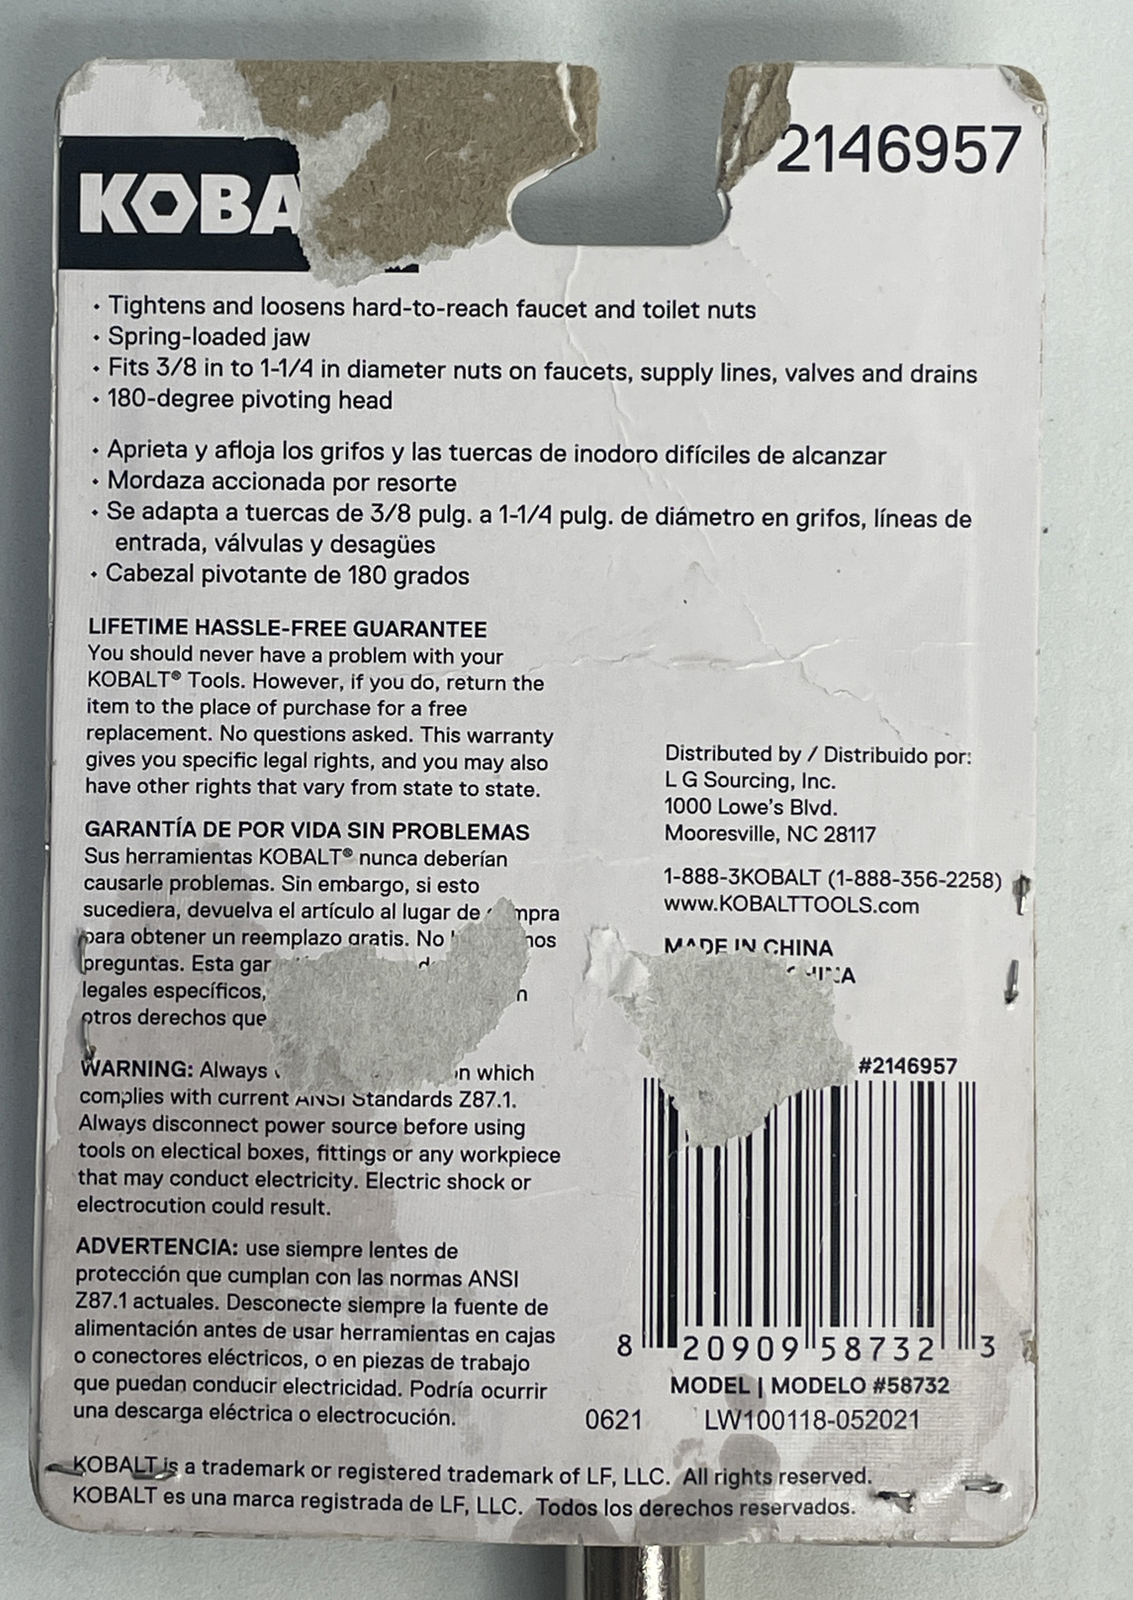 KOBA
2146957
• Tightens and loosens hard-to-reach faucet and toilet nuts
• Spring-loaded jaw
• Fits 3/8 in to 1-1/4 in diameter nuts on faucets, supply lines, valves and drains
• 180-degree pivoting head
• Aprieta y afloja los grifos y las tuercas de inodoro difíciles de alcanzar
• Mordaza accionada por resorte
• Se adapta a tuercas de 3/8 pulg. a 1-1/4 pulg. de diámetro en grifos, líneas de
entrada, válvulas y desagües
• Cabezal pivotante de 180 grados
LIFETIME HASSLE-FREE GUARANTEE
You should never have a problem with your
KOBALT® Tools. However, if you do, return the
item to the place of purchase for a free
replacement. No questions asked. This warranty
gives you specific legal rights, and you may also
have other rights that vary from state to state.
GARANTÍA DE POR VIDA SIN PROBLEMAS
Sus herramientas KOBALT® nunca deberían
causarle problemas. Sin embargo, si esto
sucediera, devuelva el artículo al lugar de mpra
para obtener un reemplazo gratis. No nos
preguntas. Esta gar
legales específicos, n
otros derechos que
WARNING: Always on which
complies with current ANSI Standards Z87.1.
Always disconnect power source before using
tools on electical boxes, fittings or any workpiece
that may conduct electricity. Electric shock or
electrocution could result.
ADVERTENCIA: use siempre lentes de
protección que cumplan con las normas ANSI
Z87.1 actuales. Desconecte siempre la fuente de
alimentación antes de usar herramientas en cajas
o conectores eléctricos, o en piezas de trabajo
que puedan conducir electricidad. Podría ocurrir
una descarga eléctrica o electrocución.
Distributed by / Distribuido por:
L G Sourcing, Inc.
1000 Lowe's Blvd.
Mooresville, NC 28117
1-888-3KOBALT (1-888-356-2258)
www.KOBALTTOOLS.com
MADE IN CHINA
CHINA
#2146957
8 20909 58732 3
MODEL | MODELO #58732
0621 LW100118-052021
KOBALT is a trademark or registered trademark of LF, LLC. All rights reserved.
KOBALT es una marca registrada de LF, LLC. Todos los derechos reservados.